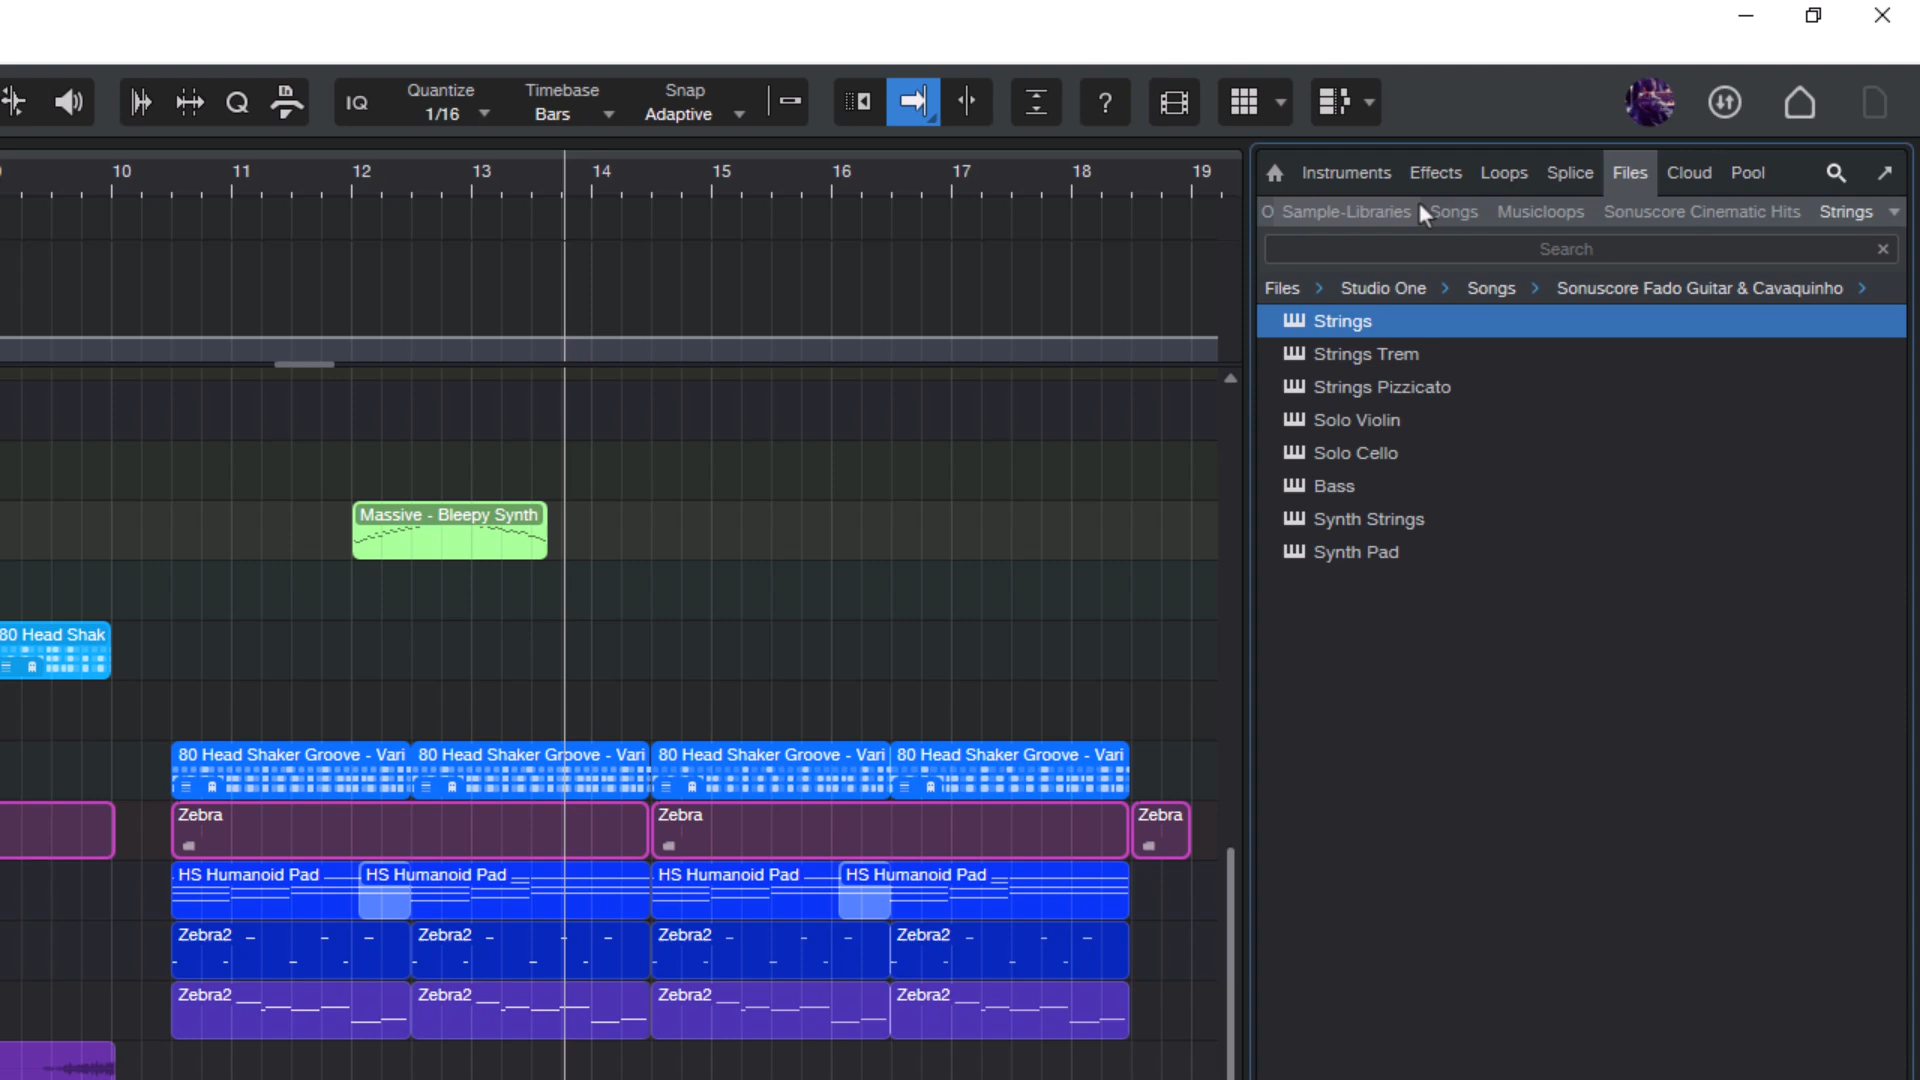 IQ
Quantize
1/16
Timebase
Bars
Snap
Adaptive
?
10 11 12 13 14 15 16 17 18 19
Instruments Effects Loops Splice Files Cloud Pool
O Sample-Libraries Songs Musicloops Sonuscore Cinematic Hits Strings
Search
Files > Studio One > Songs > Sonuscore Fado Guitar & Cavaquinho >
Strings
Strings Trem
Strings Pizzicato
Solo Violin
Solo Cello
Bass
Synth Strings
Synth Pad
Massive - Bleepy Synth
80 Head Shak
80 Head Shaker Groove - Vari 80 Head Shaker Groove - Vari 80 Head Shaker Groove - Vari 80 Head Shaker Groove - Vari
Zebra Zebra Zebra
HS Humanoid Pad HS Humanoid Pad HS Humanoid Pad HS Humanoid Pad
Zebra2 Zebra2 Zebra2 Zebra2
Zebra2 Zebra2 Zebra2 Zebra2